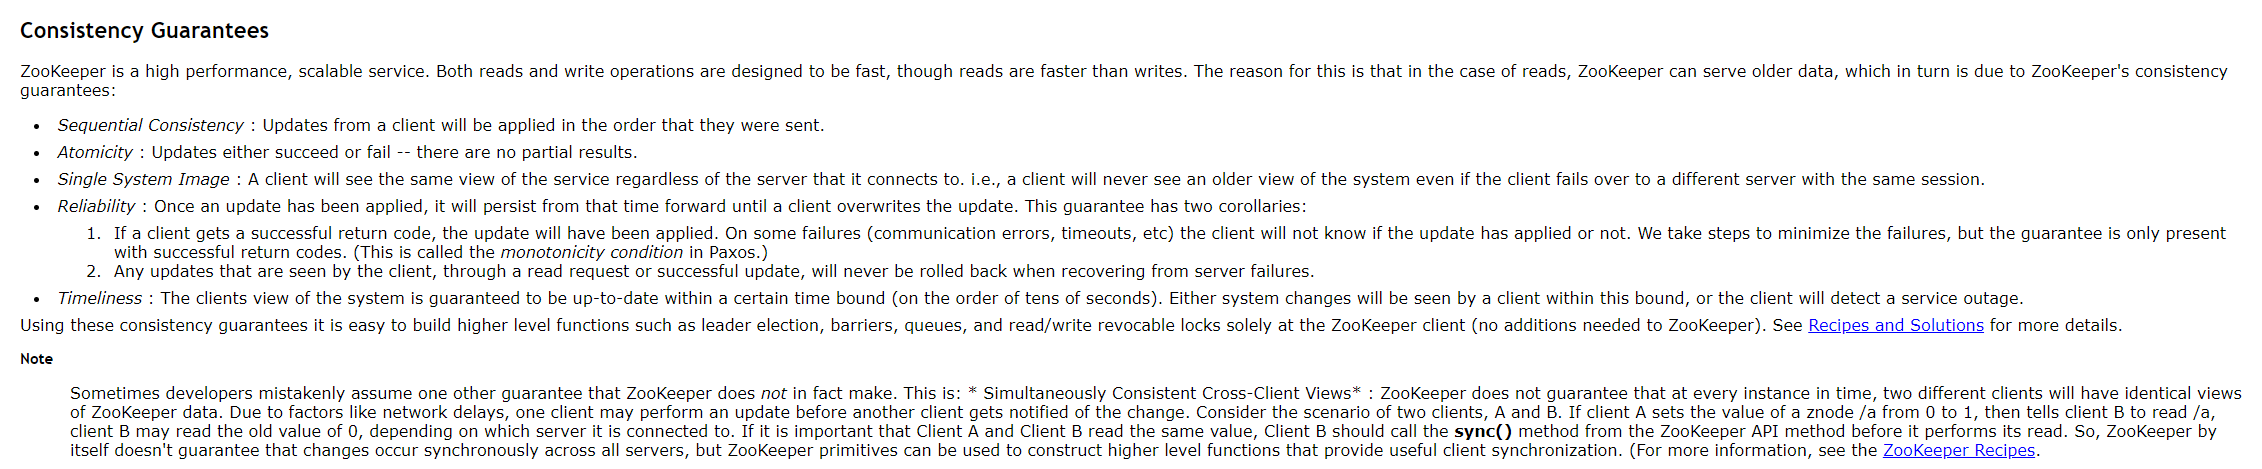 Consistency Guarantees
ZooKeeper is a high performance, scalable service. Both reads and write operations are designed to be fast, though reads are faster than writes. The reason for this is that in the case of reads, ZooKeeper can serve older data, which in turn is due to ZooKeeper's consistency
guarantees:
• Sequential Consistency : Updates from a client will be applied in the order that they were sent.
• Atomicity : Updates either succeed or fail -- there are no partial results.
• Single System Image : A client will see the same view of the service regardless of the server that it connects to. i.e., a client will never see an older view of the system even if the client fails over to a different server with the same session.
• Reliability : Once an update has been applied, it will persist from that time forward until a client overwrites the update. This guarantee has two corollaries:
1. If a client gets a successful return code, the update will have been applied. On some failures (communication errors, timeouts, etc) the client will not know if the update has applied or not. We take steps to minimize the failures, but the guarantee is only present
with successful return codes. (This is called the monotonicity condition in Paxos.)
2. Any updates that are seen by the client, through a read request or successful update, will never be rolled back when recovering from server failures.
• Timeliness : The clients view of the system is guaranteed to be up-to-date within a certain time bound (on the order of tens of seconds). Either system changes will be seen by a client within this bound, or the client will detect a service outage.
Using these consistency guarantees it is easy to build higher level functions such as leader election, barriers, queues, and read/write revocable locks solely at the ZooKeeper client (no additions needed to ZooKeeper). See Recipes and Solutions for more details.
Note
Sometimes developers mistakenly assume one other guarantee that ZooKeeper does not in fact make. This is: * Simultaneously Consistent Cross-Client Views* : ZooKeeper does not guarantee that at every instance in time, two different clients will have identical views
of ZooKeeper data. Due to factors like network delays, one client may perform an update before another client gets notified of the change. Consider the scenario of two clients, A and B. If client A sets the value of a znode /a from 0 to 1, then tells client B to read /a,
client B may read the old value of 0, depending on which server it is connected to. If it is important that Client A and Client B read the same value, Client B should call the sync() method from the ZooKeeper API method before it performs its read. So, ZooKeeper by
itself doesn't guarantee that changes occur synchronously across all servers, but ZooKeeper primitives can be used to construct higher level functions that provide useful client synchronization. (For more information, see the ZooKeeper Recipes.